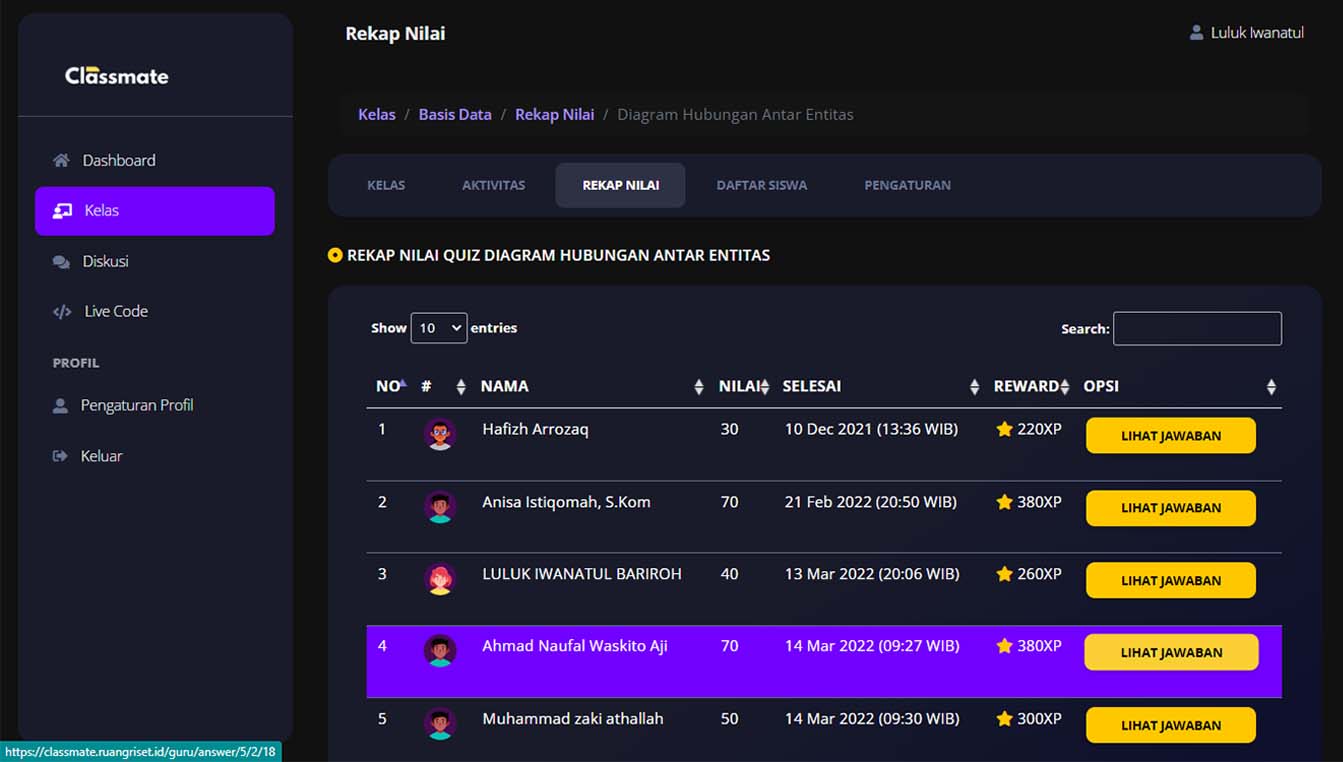 Classmate
Dashboard
Kelas
Diskusi
Live Code
PROFIL
Pengaturan Profil
Keluar
Rekap Nilai
Luluk Iwanatul
Kelas / Basis Data / Rekap Nilai / Diagram Hubungan Antar Entitas
KELAS AKTIVITAS REKAP NILAI DAFTAR SISWA PENGATURAN
REKAP NILAI QUIZ DIAGRAM HUBUNGAN ANTAR ENTITAS
Show 10 entries Search:
NO # NAMA NILAI SELESAI REWARD OPSI
1 Hafizh Arrozaq 30 10 Dec 2021 (13:36 WIB) 220XP LIHAT JAWABAN
2 Anisa Istiqomah, S.Kom 70 21 Feb 2022 (20:50 WIB) 380XP LIHAT JAWABAN
3 LULUK IWANATUL BARIROH 40 13 Mar 2022 (20:06 WIB) 260XP LIHAT JAWABAN
4 Ahmad Naufal Waskito Aji 70 14 Mar 2022 (09:27 WIB) 380XP LIHAT JAWABAN
5 Muhammad zaki athallah 50 14 Mar 2022 (09:30 WIB) 300XP LIHAT JAWABAN
https://classmate.ruangriset.id/guru/answer/5/2/18